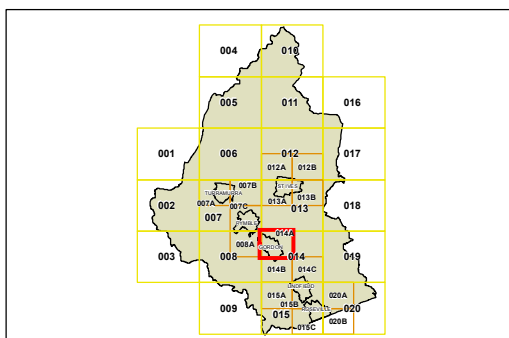 004 010
005 011 016
001 006 012 017
012A 012B
007B ST IVES
TURRAMURRA
002 007A 007C 013A 013B 018
007 013
PYMBLE
014A
008A GORDON
003 008 014 019
014B 014C
LINDFIELD
015A 020A
009 015B 020
015 ROSEVILLE
015C 020B